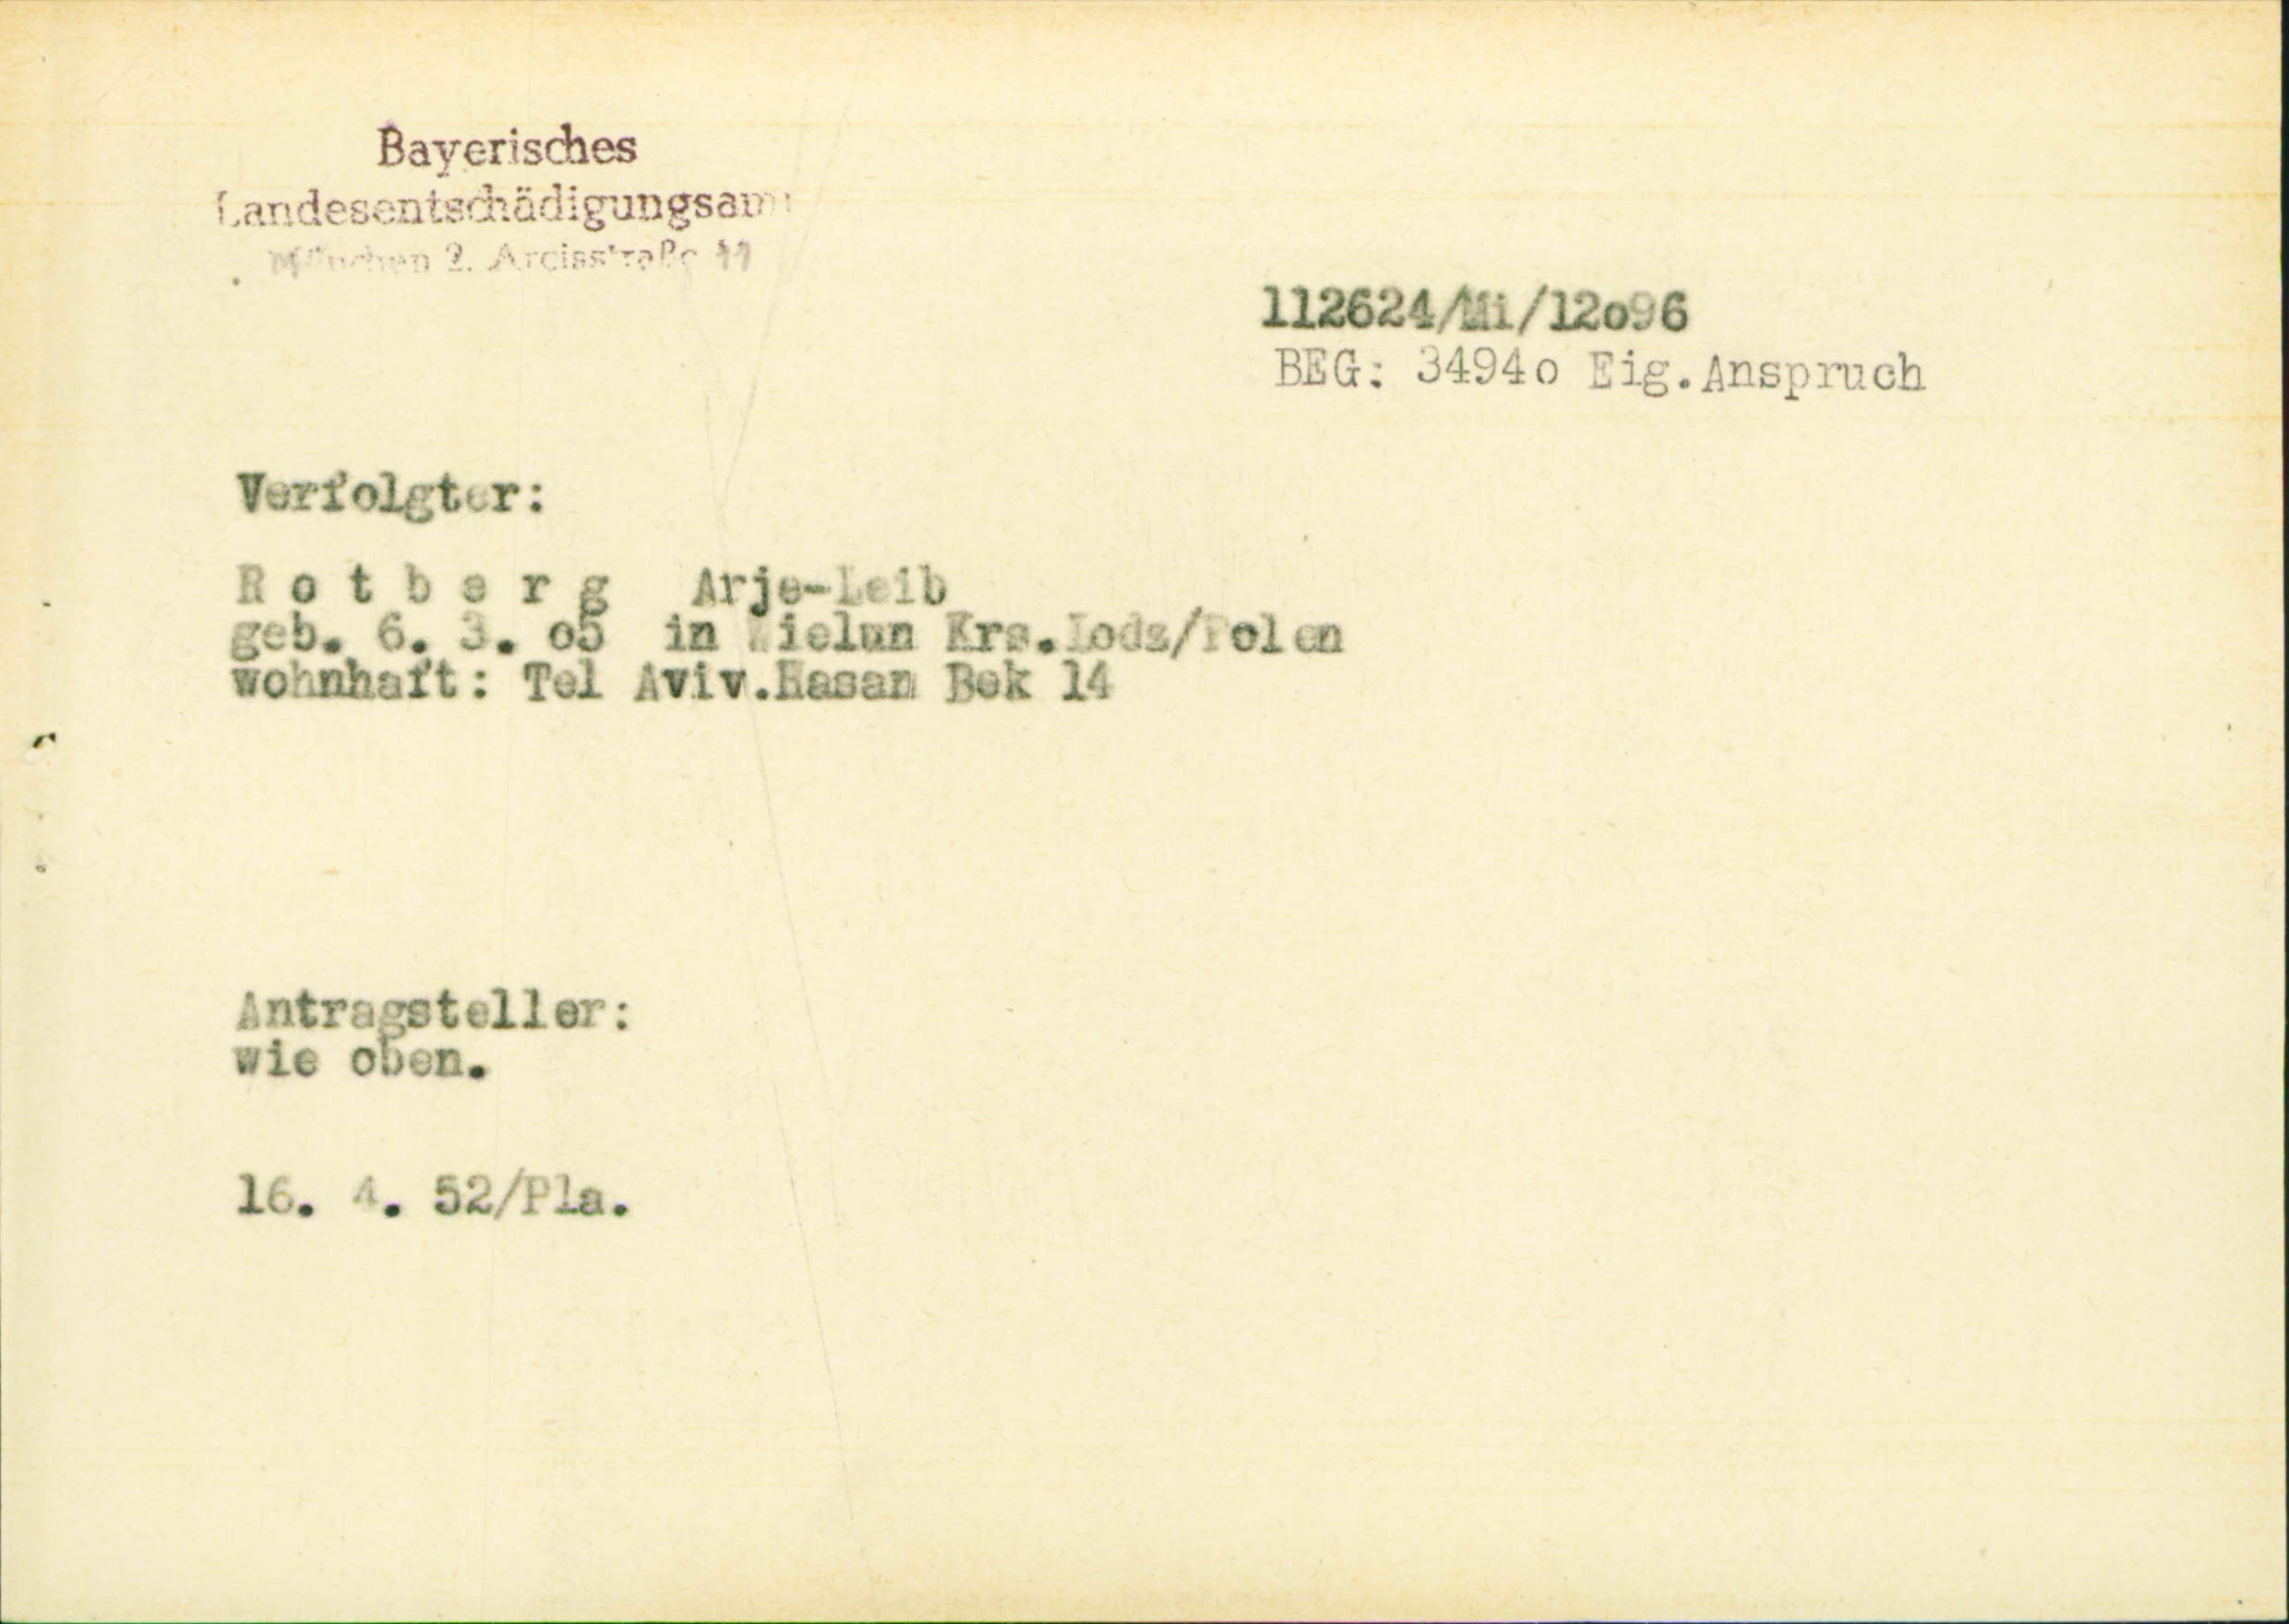 Bayerisches
Landesentschädigungsamt
München 2, Arcisstraße 11
112624/Mi/12o96
BEG: 3494o Eig.Anspruch
Verfolgter:
R o t b e r g Arje-Leib
geb. 6. 3. o5 in Wielun Krs.Lodz/Polen
wohnhaft: Tel Aviv.Hasan Bek 14
Antragsteller:
wie oben.
16. 4. 52/Pla.